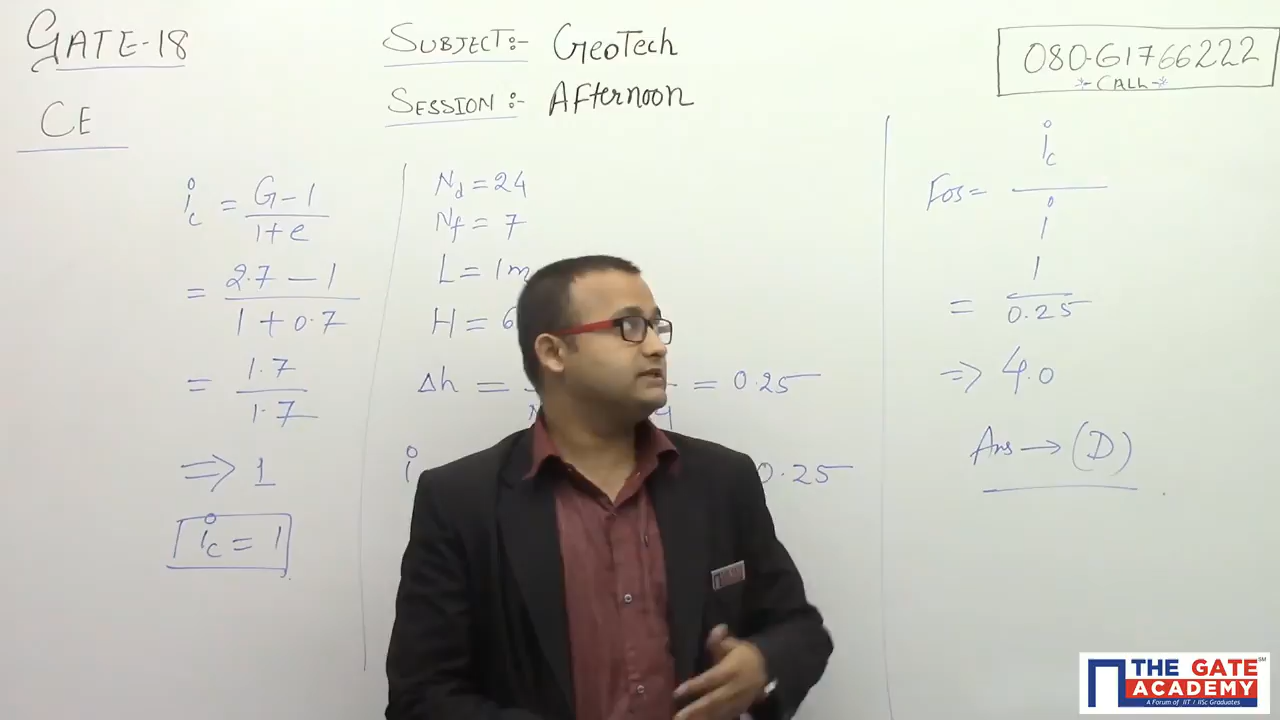 GATE-18
CE
SUBJECT:- GeoTech
SESSION:- Afternoon
080-61766222
*-CALL-*
i_c = G-1 / 1+e
= 2.7 - 1 / 1 + 0.7
= 1.7 / 1.7
⇒ 1
i_c = 1
N_d = 24
N_f = 7
L = 1m
H = 6
Δh = = 0.25
i 0.25
FOS = i_c / i
= 1 / 0.25
⇒ 4.0
Ans → (D)
THE GATE
ACADEMY
A Forum of IIT / IISc Graduates